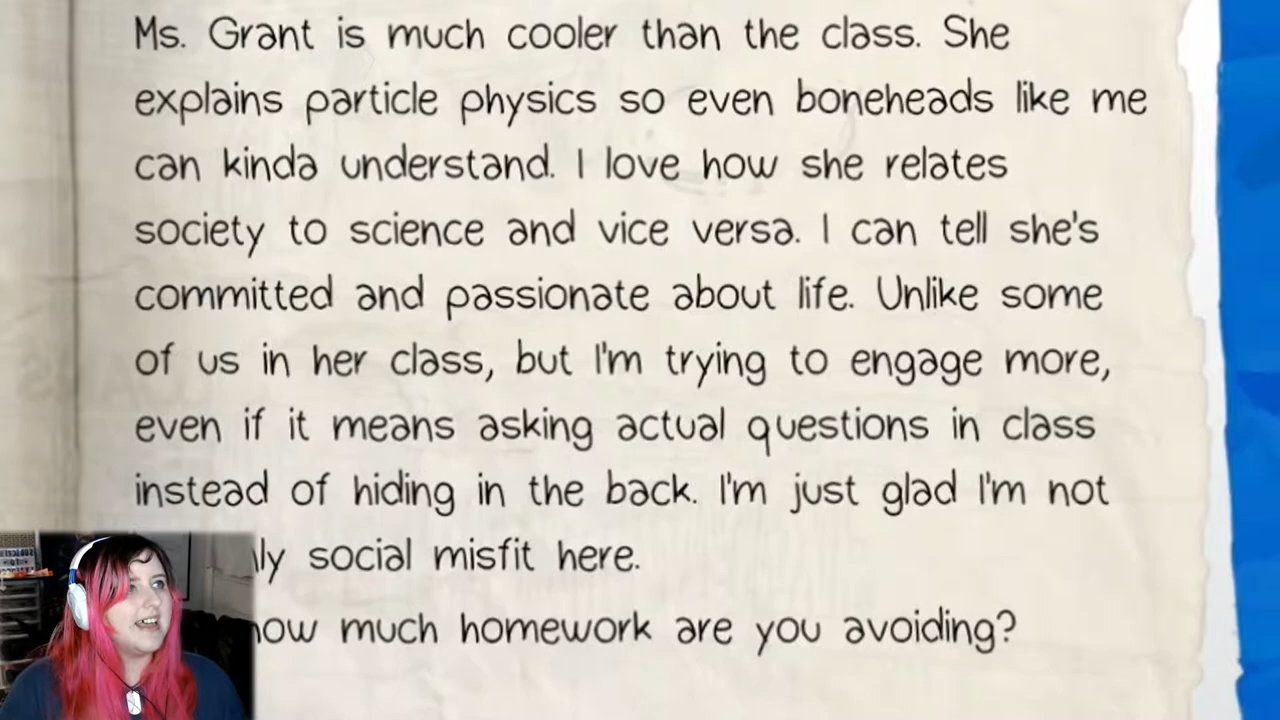 Ms. Grant is much cooler than the class. She
explains particle physics so even boneheads like me
can kinda understand. I love how she relates
society to science and vice versa. I can tell she's
committed and passionate about life. Unlike some
of us in her class, but I'm trying to engage more,
even if it means asking actual questions in class
instead of hiding in the back. I'm just glad I'm not
social misfit here.
much homework are you avoiding?